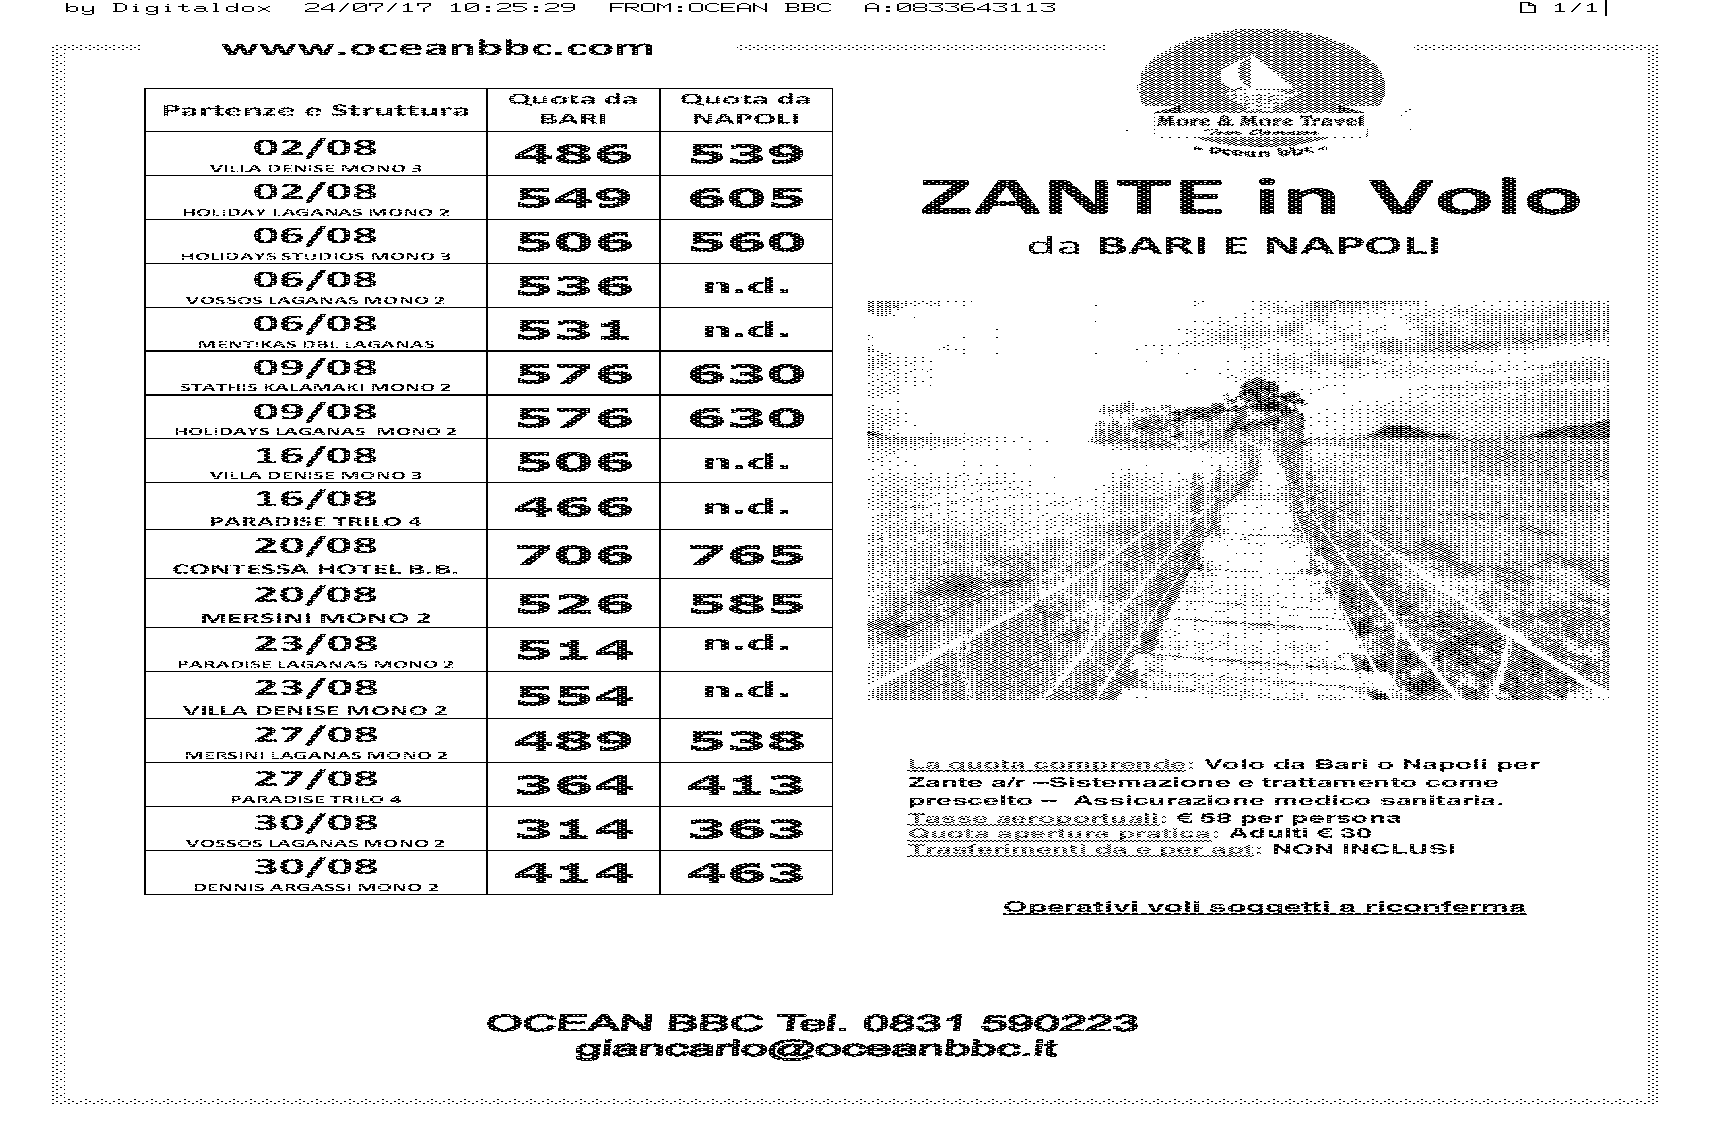 by Digitaldox 24/07/17 10:25:29 FROM:OCEAN BBC A:0833643113 1/1
www.oceanbbc.com
Partenze e Struttura Quota da BARI Quota da NAPOLI
02/08 486 539
VILLA DENISE MONO 3
02/08 549 605
HOLIDAY LAGANAS MONO 2
06/08 506 560
HOLIDAYS STUDIOS MONO 3
06/08 536 n.d.
VOSSOS LAGANAS MONO 2
06/08 531 n.d.
MENTIKAS DBL LAGANAS
09/08 576 630
STATHIS KALAMAKI MONO 2
09/08 576 630
HOLIDAYS LAGANAS MONO 2
16/08 506 n.d.
VILLA DENISE MONO 3
16/08 466 n.d.
PARADISE TRILO 4
20/08 706 765
CONTESSA HOTEL B.B.
20/08 526 585
MERSINI MONO 2
23/08 514 n.d.
PARADISE LAGANAS MONO 2
23/08 554 n.d.
VILLA DENISE MONO 2
27/08 489 538
MERSINI LAGANAS MONO 2
27/08 364 413
PARADISE TRILO 4
30/08 314 363
VOSSOS LAGANAS MONO 2
30/08 414 463
DENNIS ARGASSI MONO 2
More & More Travel
" Ocean bbc "
ZANTE in Volo
da BARI E NAPOLI
La quota comprende: Volo da Bari o Napoli per
Zante a/r –Sistemazione e trattamento come
prescelto – Assicurazione medico sanitaria.
Tasse aeroportuali: € 58 per persona
Quota apertura pratica: Adulti € 30
Trasferimenti da e per apt: NON INCLUSI
Operativi voli soggetti a riconferma
OCEAN BBC Tel. 0831 590223
giancarlo@oceanbbc.it